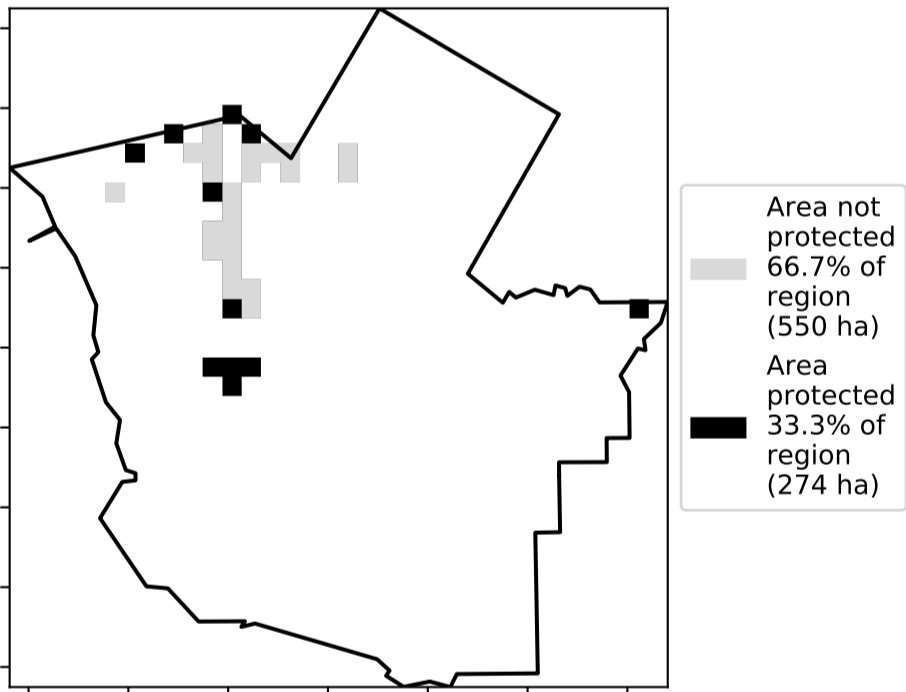 Area not
protected
66.7% of
region
(550 ha)
Area
protected
33.3% of
region
(274 ha)